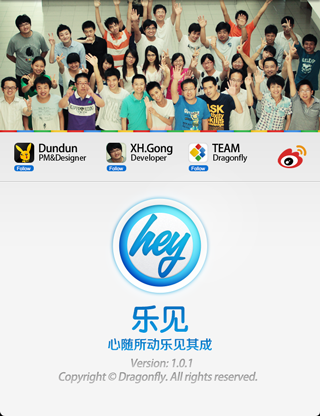 Dundun
PM&Designer
Follow
XH.Gong
Developer
Follow
TEAM
Dragonfly
Follow
hey
乐见
心随所动乐见其成
Version: 1.0.1
Copyright © Dragonfly. All rights reserved.